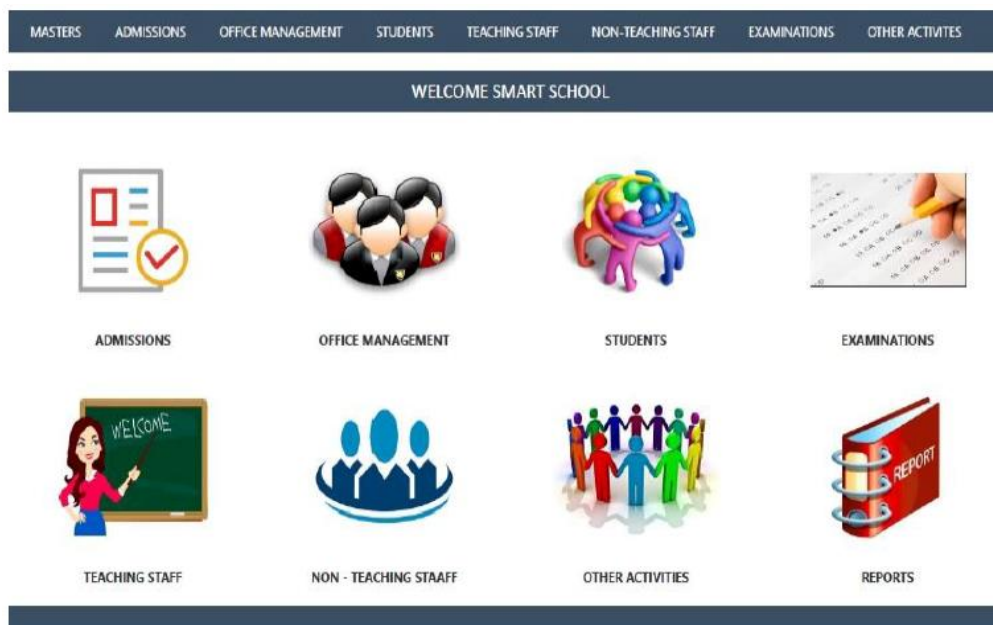 MASTERS ADMISSIONS OFFICE MANAGEMENT STUDENTS TEACHING STAFF NON-TEACHING STAFF EXAMINATIONS OTHER ACTIVITES
WELCOME SMART SCHOOL
ADMISSIONS OFFICE MANAGEMENT STUDENTS EXAMINATIONS
WELCOME
REPORT
TEACHING STAFF NON - TEACHING STAAFF OTHER ACTIVITIES REPORTS